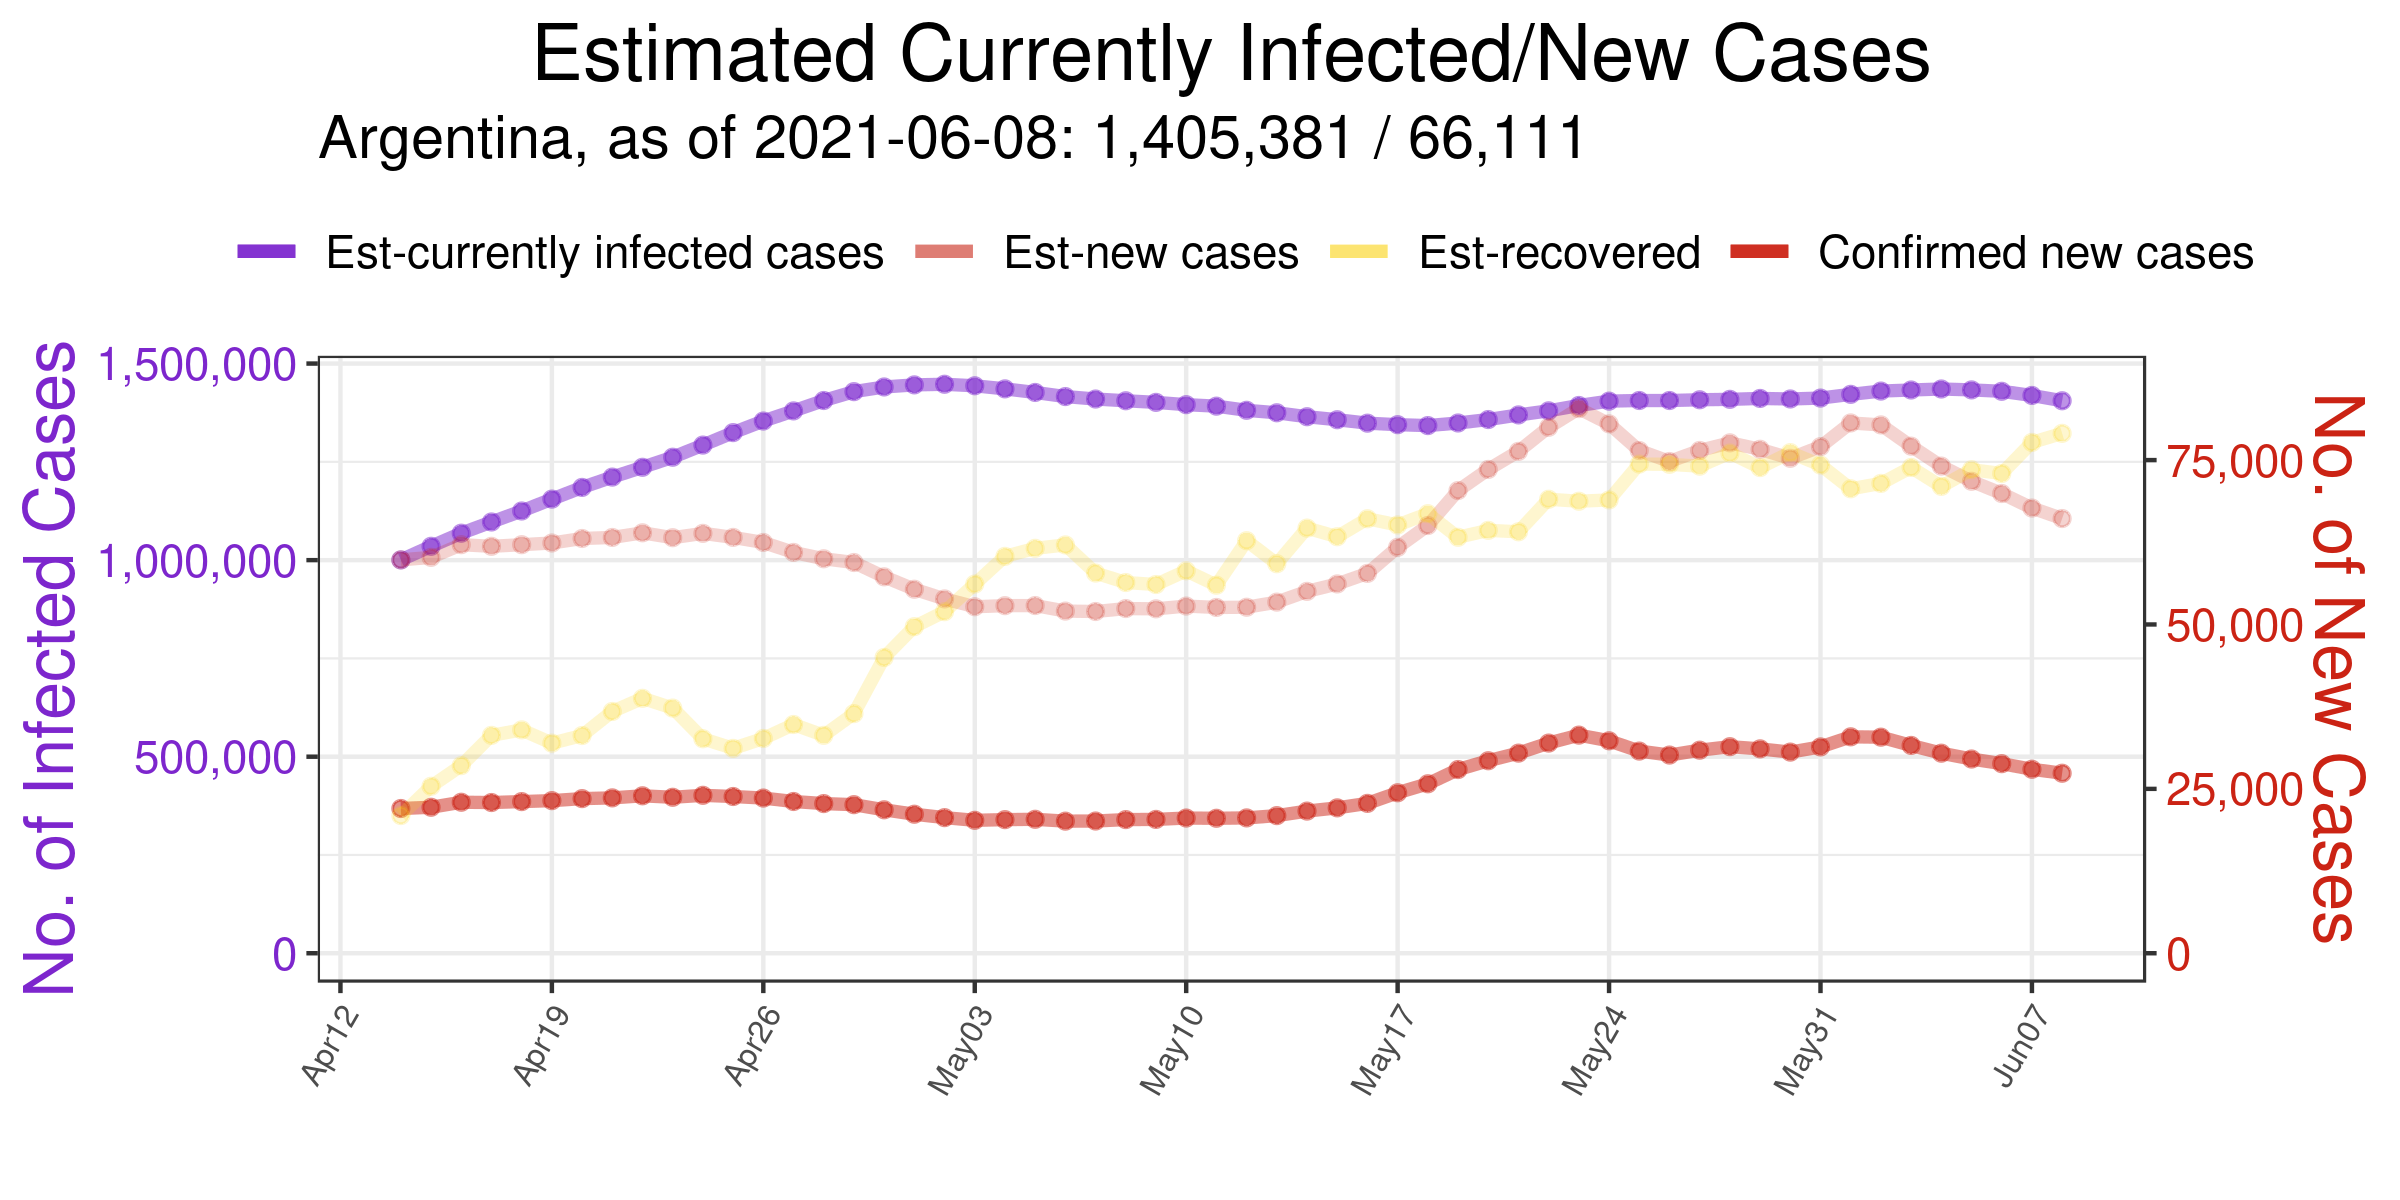 Estimated Currently Infected/New Cases
Argentina, as of 2021-06-08: 1,405,381 / 66,111
Est-currently infected cases Est-new cases Est-recovered Confirmed new cases
No. of Infected Cases
1,500,000
1,000,000
500,000
0
75,000
50,000
25,000
0
No. of New Cases
Apr12 Apr19 Apr26 May03 May10 May17 May24 May31 Jun07